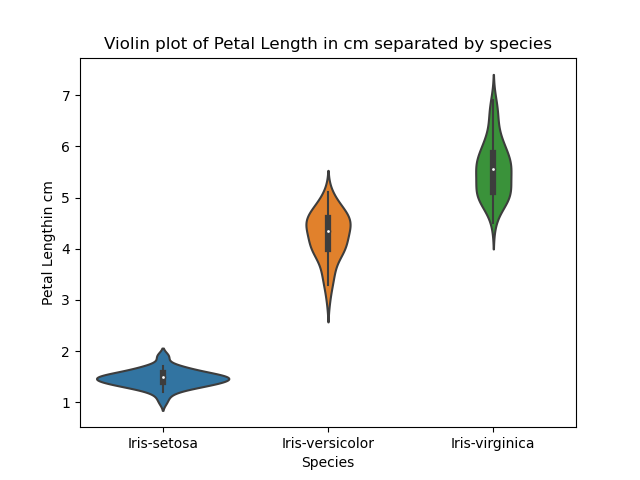 Violin plot of Petal Length in cm separated by species
Petal Lengthin cm
7
6
5
4
3
2
1
Iris-setosa Iris-versicolor Iris-virginica
Species